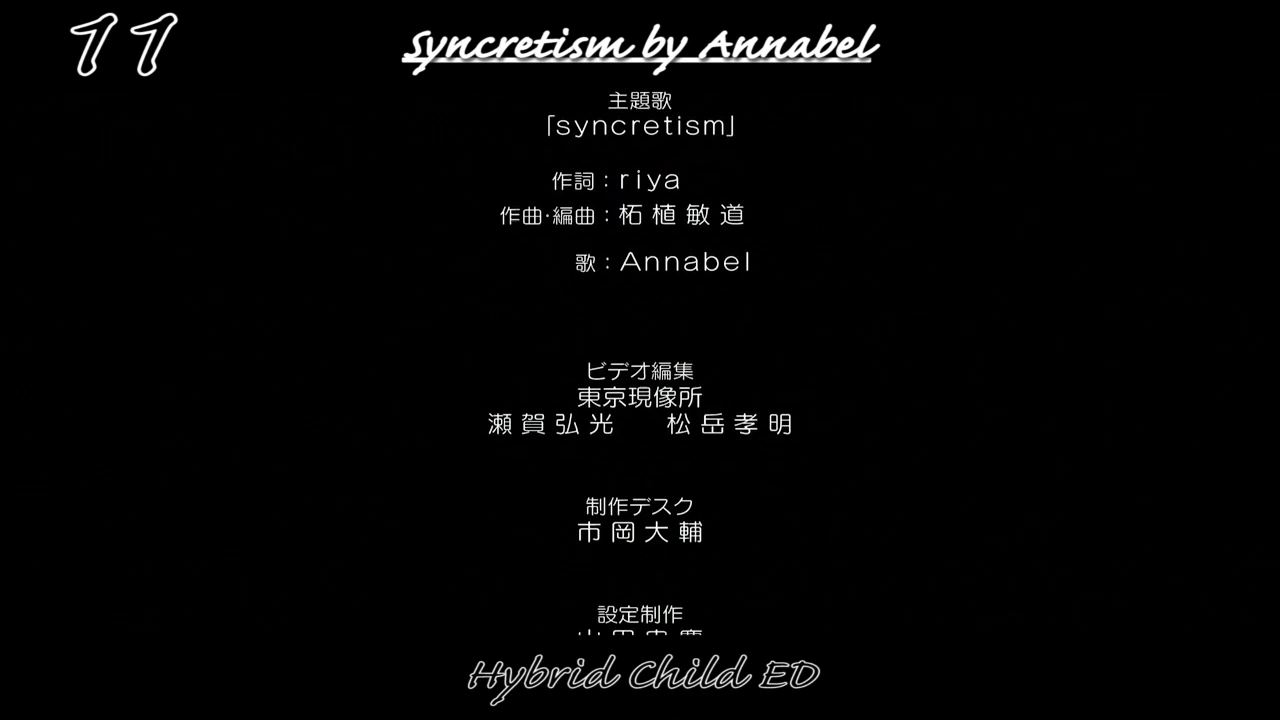 11
Syncretism by Annabel
主題歌
「syncretism」
作詞：riya
作曲・編曲：柘植敏道
歌：Annabel
ビデオ編集
東京現像所
瀬賀弘光　松岳孝明
制作デスク
市岡大輔
設定制作
Hybrid Child ED